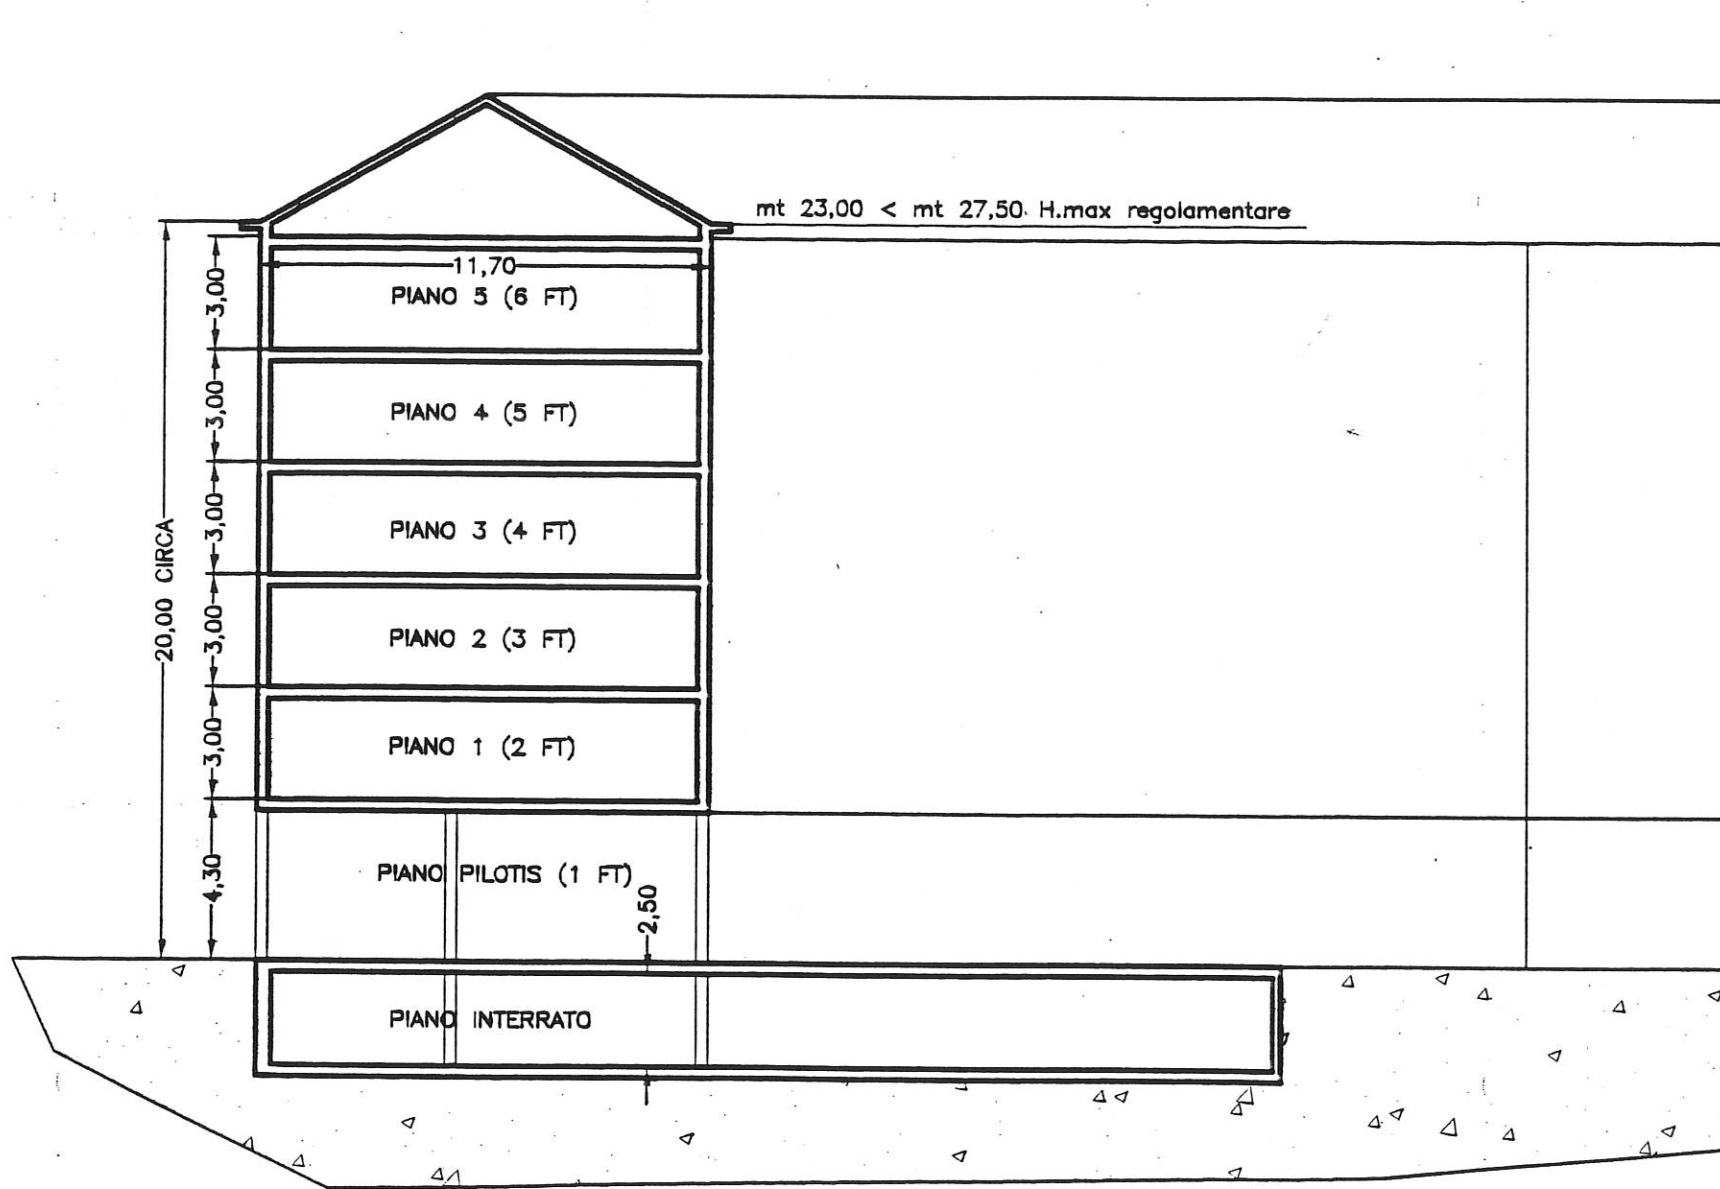 mt 23,00 < mt 27,50 H.max regolamentare
11,70
PIANO 5 (6 FT)
3,00
PIANO 4 (5 FT)
3,00
PIANO 3 (4 FT)
3,00
20,00 CIRCA
PIANO 2 (3 FT)
3,00
PIANO 1 (2 FT)
3,00
PIANO PILOTIS (1 FT)
4,30
2,50
PIANO INTERRATO